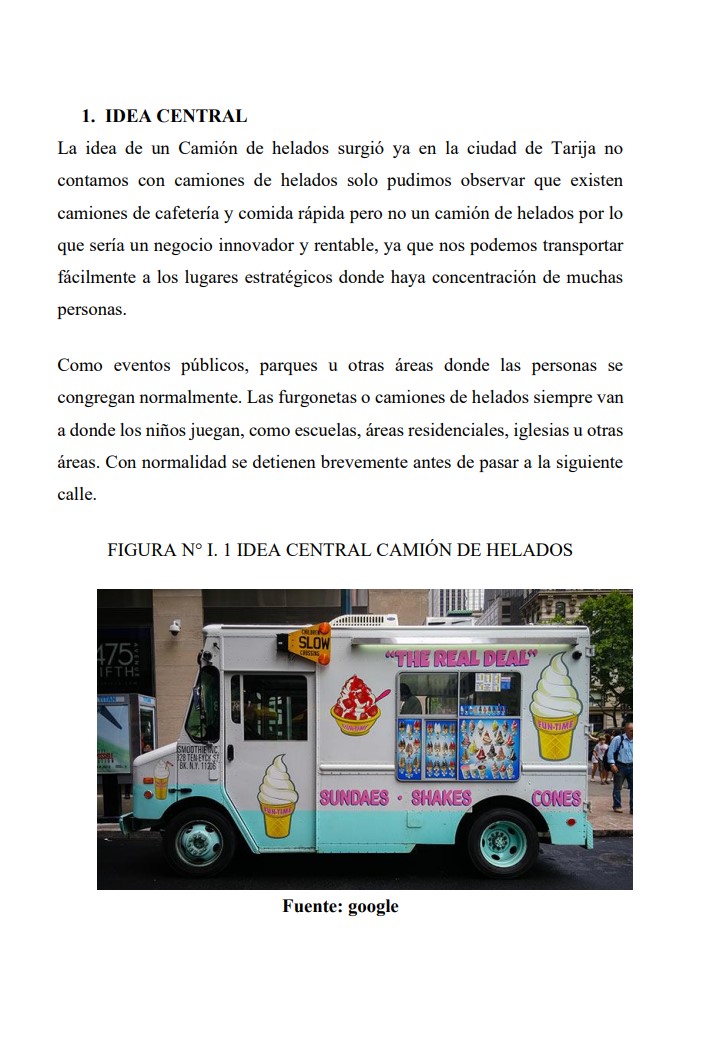 1. IDEA CENTRAL
La idea de un Camión de helados surgió ya en la ciudad de Tarija no
contamos con camiones de helados solo pudimos observar que existen
camiones de cafetería y comida rápida pero no un camión de helados por lo
que sería un negocio innovador y rentable, ya que nos podemos transportar
fácilmente a los lugares estratégicos donde haya concentración de muchas
personas.
Como eventos públicos, parques u otras áreas donde las personas se
congregan normalmente. Las furgonetas o camiones de helados siempre van
a donde los niños juegan, como escuelas, áreas residenciales, iglesias u otras
áreas. Con normalidad se detienen brevemente antes de pasar a la siguiente
calle.
FIGURA N° I. 1 IDEA CENTRAL CAMIÓN DE HELADOS
475
FIFTH
CHILDREN
SLOW
CROSSING
"THE REAL DEAL"
FUN-TIME
FUN-TIME
SMOOTHIE INC.
128 TEN EYCK ST.
BK. N.Y. 11206
FUN-TIME
SUNDAES · SHAKES CONES
Fuente: google